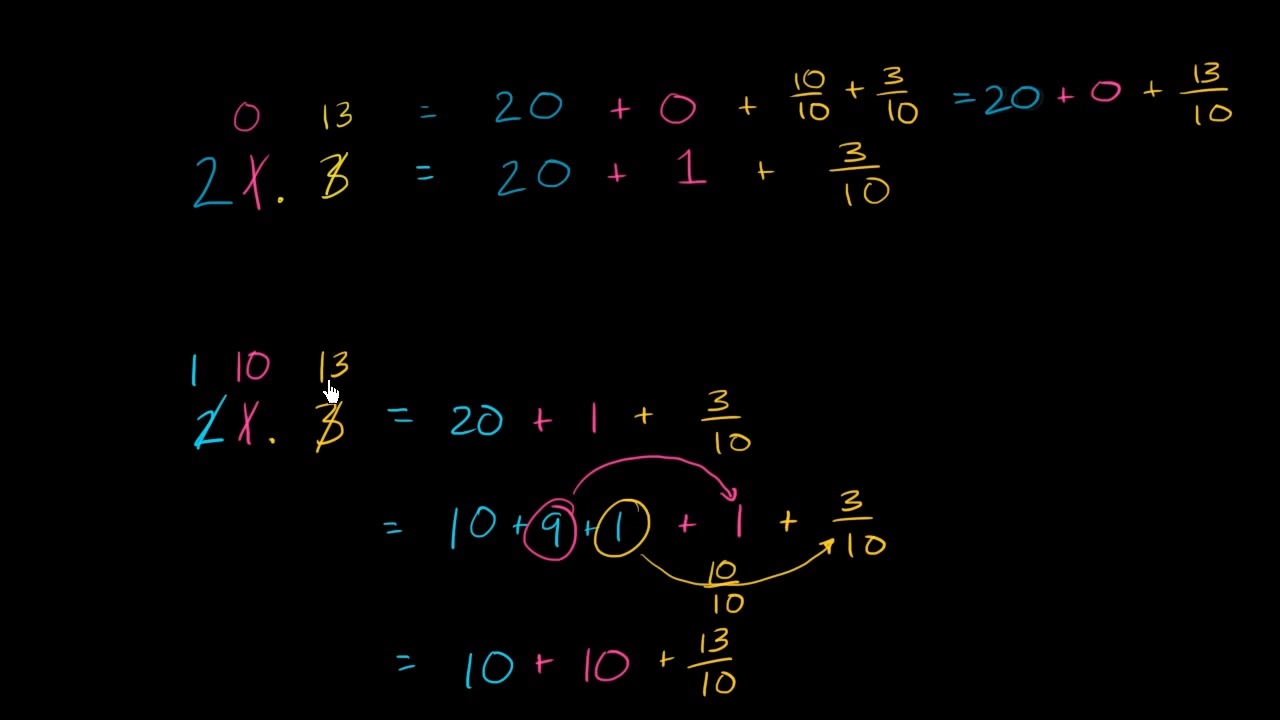 0 13 = 20 + 0 + 10/10 + 3/10 = 20 + 0 + 13/10
21.3 = 20 + 1 + 3/10
1 10 13
21.3 = 20 + 1 + 3/10
= 10 + 9 + 1 + 1 + 3/10
10/10
= 10 + 10 + 13/10